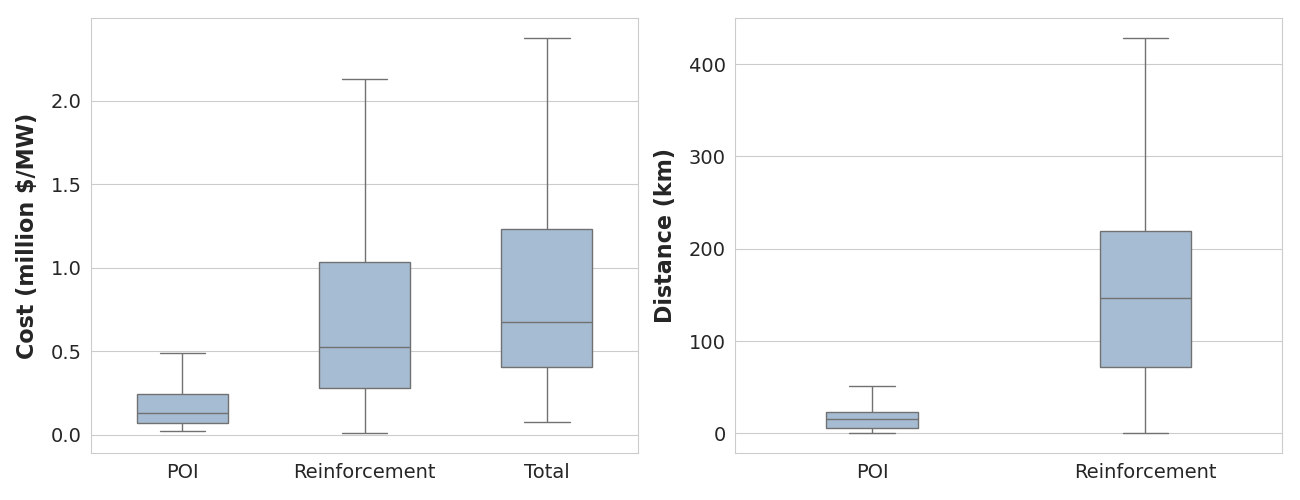 Cost (million $/MW)
2.0
1.5
1.0
0.5
0.0
POI
Reinforcement
Total
Distance (km)
400
300
200
100
0
POI
Reinforcement